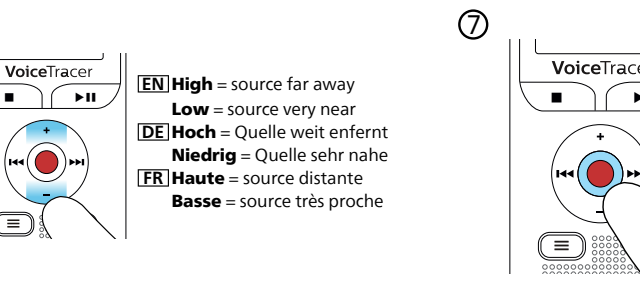 VoiceTracer
EN High = source far away
Low = source very near
DE Hoch = Quelle weit enfernt
Niedrig = Quelle sehr nahe
FR Haute = source distante
Basse = source très proche
7
VoiceTrace